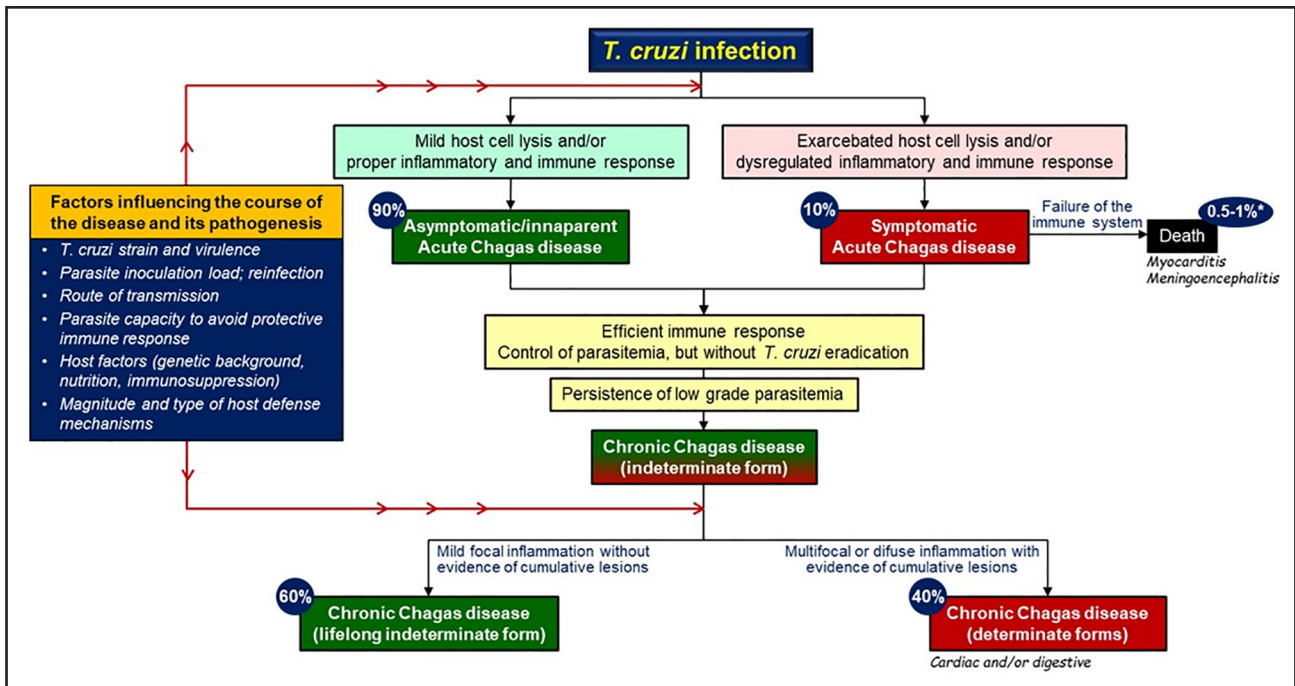 T. cruzi infection
Mild host cell lysis and/or
proper inflammatory and immune response
Exarcebated host cell lysis and/or
dysregulated inflammatory and immune response
Factors influencing the course of
the disease and its pathogenesis
• T. cruzi strain and virulence
• Parasite inoculation load; reinfection
• Route of transmission
• Parasite capacity to avoid protective
immune response
• Host factors (genetic background,
nutrition, immunosuppression)
• Magnitude and type of host defense
mechanisms
90%
Asymptomatic/innaparent
Acute Chagas disease
10%
Symptomatic
Acute Chagas disease
Failure of the
immune system
0.5-1%*
Death
Myocarditis
Meningoencephalitis
Efficient immune response
Control of parasitemia, but without T. cruzi eradication
Persistence of low grade parasitemia
Chronic Chagas disease
(indeterminate form)
Mild focal inflammation without
evidence of cumulative lesions
Multifocal or difuse inflammation with
evidence of cumulative lesions
60%
Chronic Chagas disease
(lifelong indeterminate form)
40%
Chronic Chagas disease
(determinate forms)
Cardiac and/or digestive